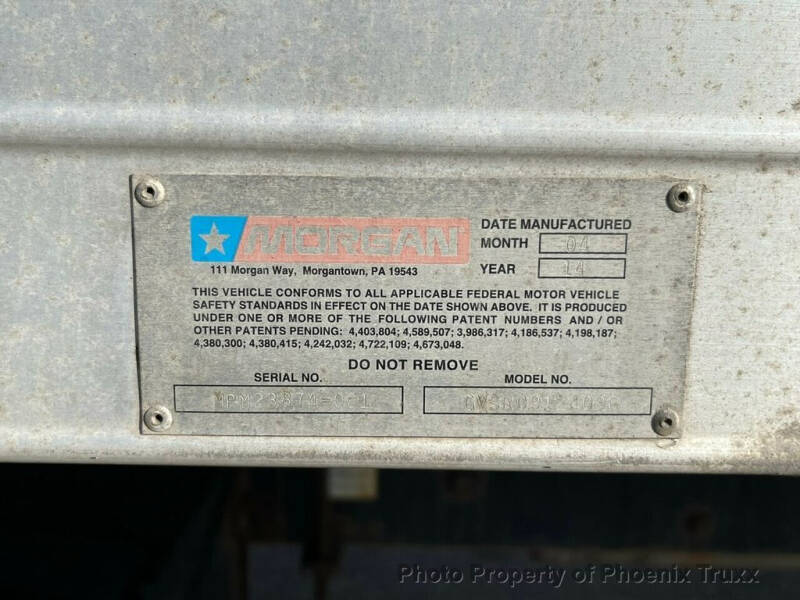 MORGAN
111 Morgan Way, Morgantown, PA 19543
DATE MANUFACTURED
MONTH 04
YEAR 14
THIS VEHICLE CONFORMS TO ALL APPLICABLE FEDERAL MOTOR VEHICLE
SAFETY STANDARDS IN EFFECT ON THE DATE SHOWN ABOVE. IT IS PRODUCED
UNDER ONE OR MORE OF THE FOLLOWING PATENT NUMBERS AND / OR
OTHER PATENTS PENDING: 4,403,804; 4,589,507; 3,986,317; 4,186,537; 4,198,187;
4,380,300; 4,380,415; 4,242,032; 4,722,109; 4,673,048.
DO NOT REMOVE
SERIAL NO.
MODEL NO.
Photo Property of Phoenix Truxx